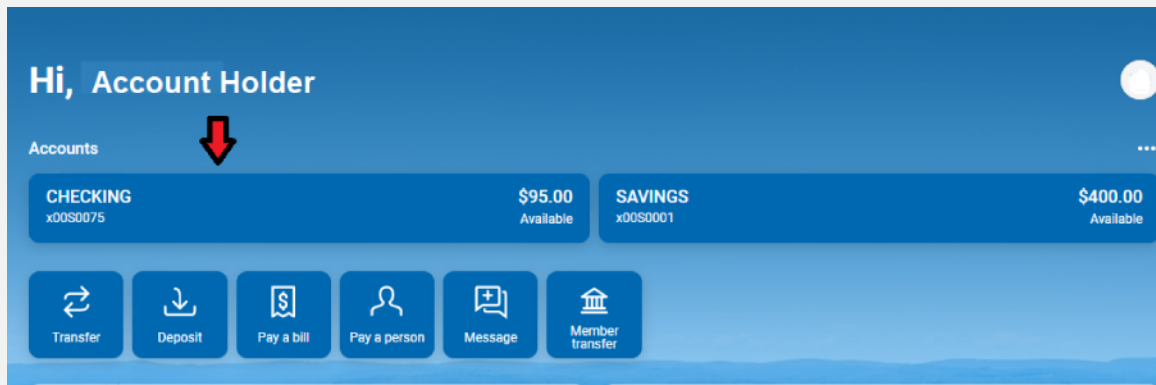 Hi, Account Holder
Accounts
CHECKING
x00S0075
$95.00
Available
SAVINGS
x00S0001
$400.00
Available
Transfer
Deposit
Pay a bill
Pay a person
Message
Member
transfer